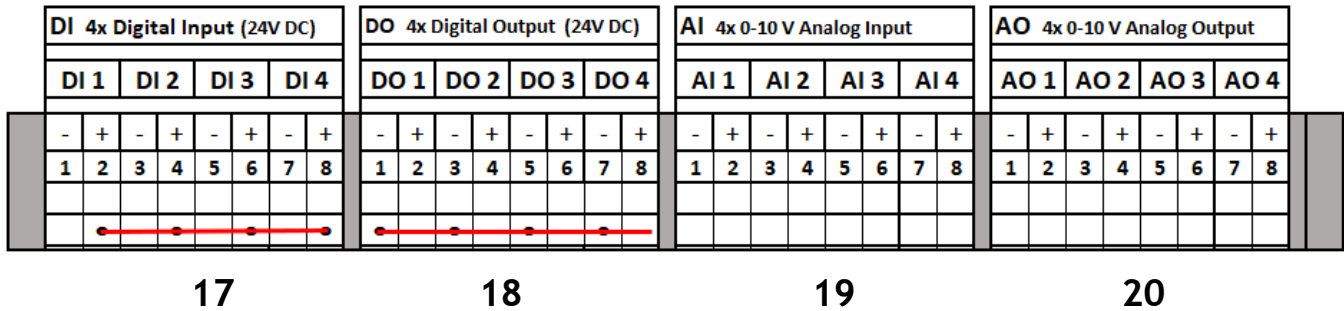 DI 4x Digital Input (24V DC) DO 4x Digital Output (24V DC) AI 4x 0-10 V Analog Input AO 4x 0-10 V Analog Output
DI 1 DI 2 DI 3 DI 4 DO 1 DO 2 DO 3 DO 4 AI 1 AI 2 AI 3 AI 4 AO 1 AO 2 AO 3 AO 4
- + - + - + - + - + - + - + - + - + - + - + - + - + - + - + - +
1 2 3 4 5 6 7 8 1 2 3 4 5 6 7 8 1 2 3 4 5 6 7 8 1 2 3 4 5 6 7 8
17 18 19 20